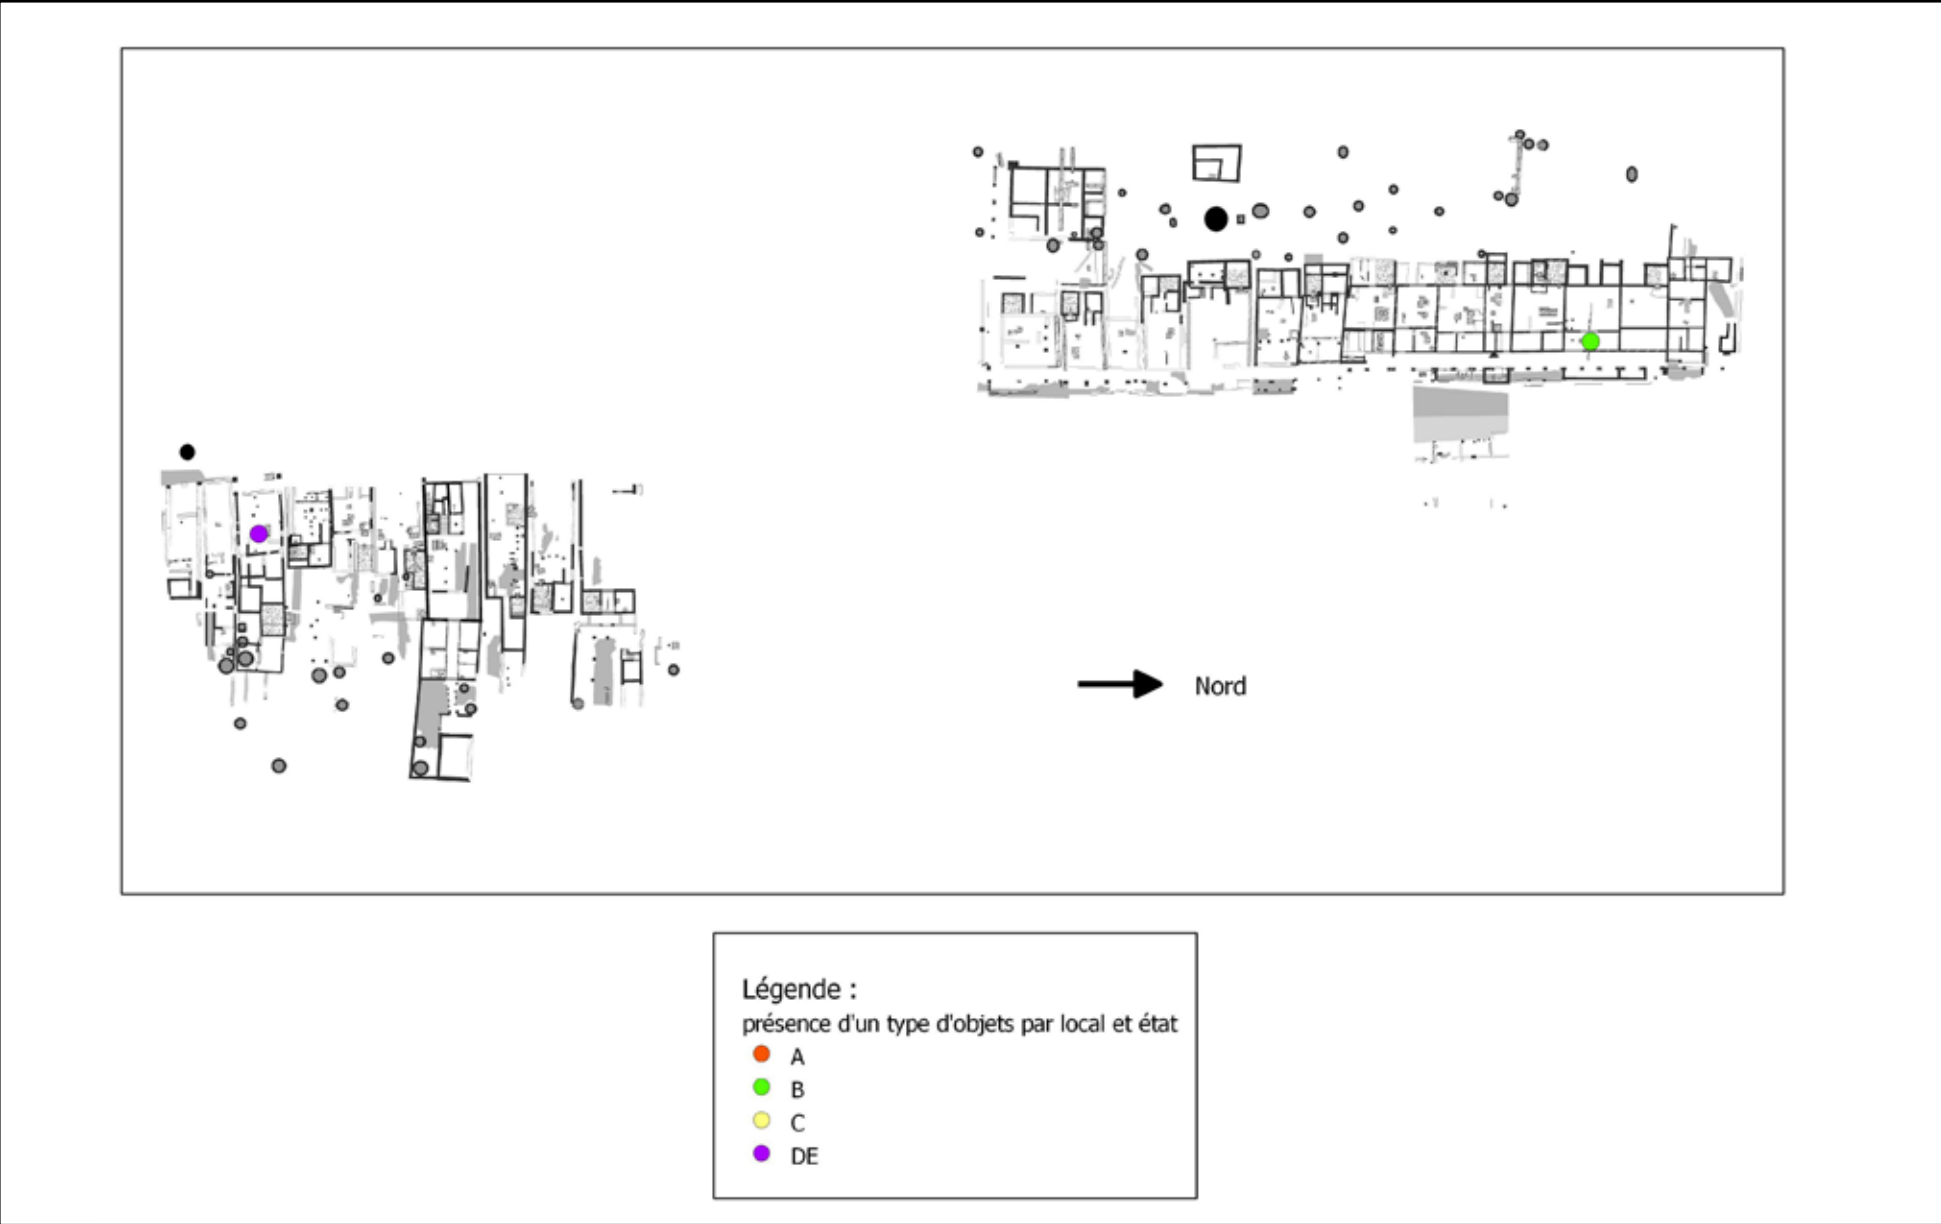 Nord
Légende :
présence d'un type d'objets par local et état
A
B
C
DE